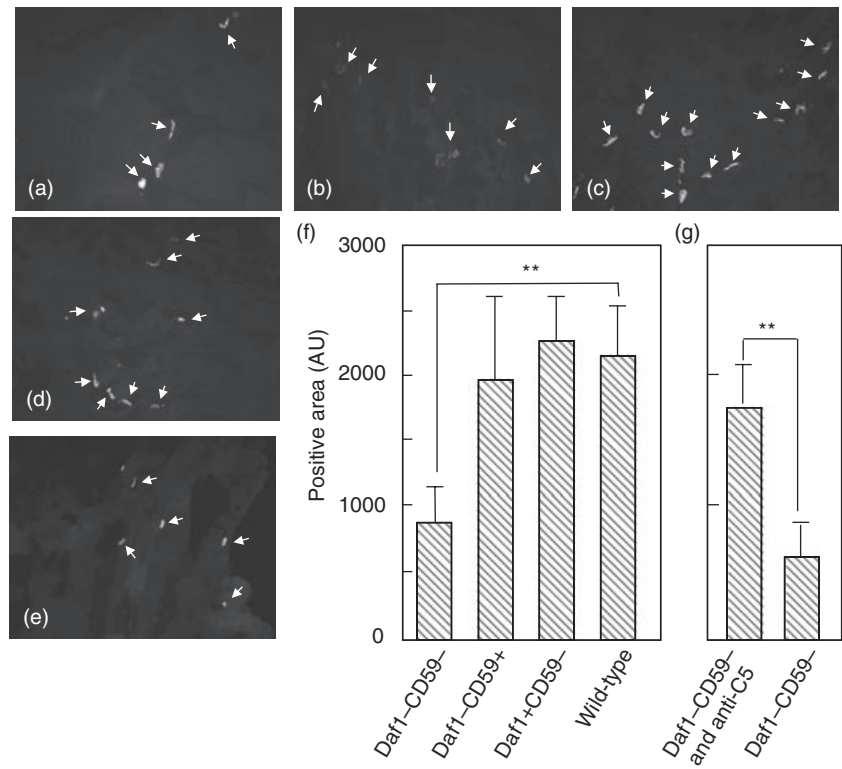 (a)
(b)
(c)
(d)
(e)
(f)
(g)
3000
2000
1000
0
Positive area (AU)
**
**
Daf1–CD59–
Daf1–CD59+
Daf1+CD59–
Wild-type
Daf1–CD59–
and anti-C5
Daf1–CD59–